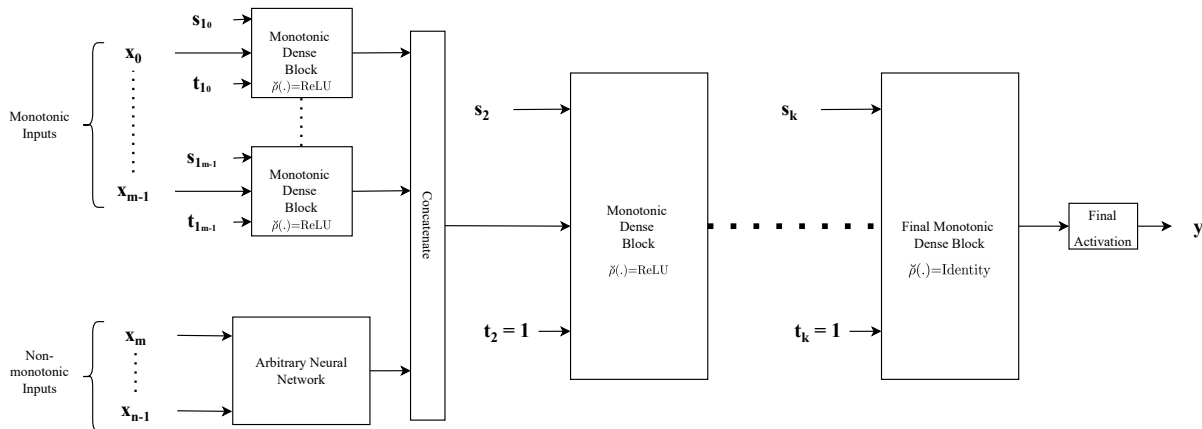 s₁₀
x₀
t₁₀
Monotonic
Dense
Block
ρ̆(.)=ReLU
Monotonic
Inputs
s₁ₘ₋₁
xₘ₋₁
t₁ₘ₋₁
Monotonic
Dense
Block
ρ̆(.)=ReLU
Non-
monotonic
Inputs
xₘ
xₙ₋₁
Arbitrary Neural
Network
Concatenate
s₂
t₂ = 1
Monotonic
Dense
Block
ρ̆(.)=ReLU
sₖ
tₖ = 1
Final Monotonic
Dense Block
ρ̆(.)=Identity
Final
Activation
y